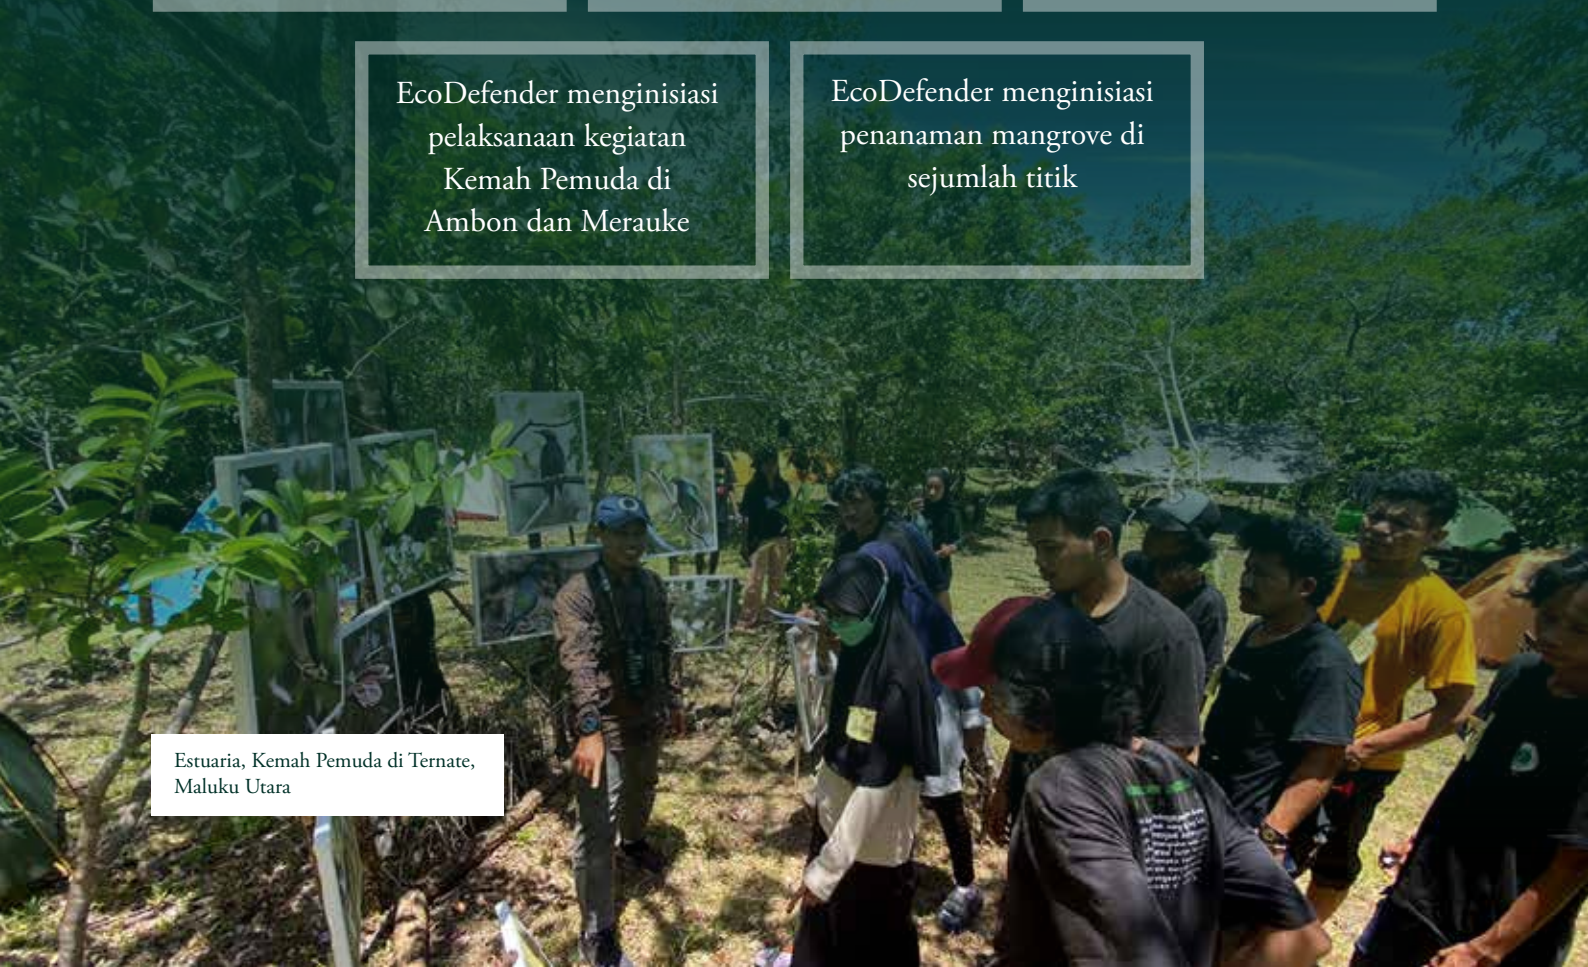 EcoDefender menginisiasi
pelaksanaan kegiatan
Kemah Pemuda di
Ambon dan Merauke
EcoDefender menginisiasi
penanaman mangrove di
sejumlah titik
Estuaria, Kemah Pemuda di Ternate,
Maluku Utara